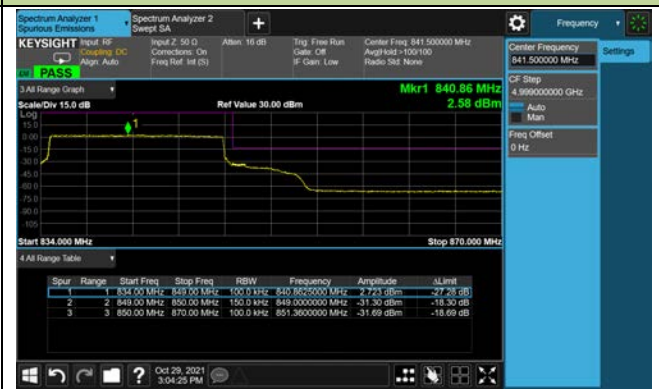 Spectrum Analyzer 1
Spurious Emissions
Spectrum Analyzer 2
Swept SA
Frequency
KEYSIGHT
Input: RF
Coupling: DC
Align: Auto
Input Z: 50 Ω
Corrections: On
Freq Ref: Int (S)
Atten: 16 dB
Trig: Free Run
Gate: Off
IF Gain: Low
Center Freq: 841.500000 MHz
Avg|Hold:>100/100
Radio Std: None
PASS
Center Frequency
841.500000 MHz
Settings
CF Step
4.999000000 GHz
Auto
Man
Freq Offset
0 Hz
3 All Range Graph
Mkr1 840.86 MHz
Scale/Div 15.0 dB
Ref Value 30.00 dBm
2.58 dBm
Log
15.0
0.00
-15.0
-30.0
-45.0
-60.0
-75.0
-90.0
-105
1
Start 834.000 MHz
Stop 870.000 MHz
4 All Range Table
Spur Range Start Freq Stop Freq RBW Frequency Amplitude ΔLimit
1 1 834.00 MHz 849.00 MHz 100.0 kHz 840.8625000 MHz 2.723 dBm -27.28 dB
2 2 849.00 MHz 850.00 MHz 150.0 kHz 849.0000000 MHz -31.30 dBm -18.30 dB
3 3 850.00 MHz 870.00 MHz 100.0 kHz 851.3600000 MHz -31.69 dBm -18.69 dB
Oct 29, 2021
3:04:25 PM